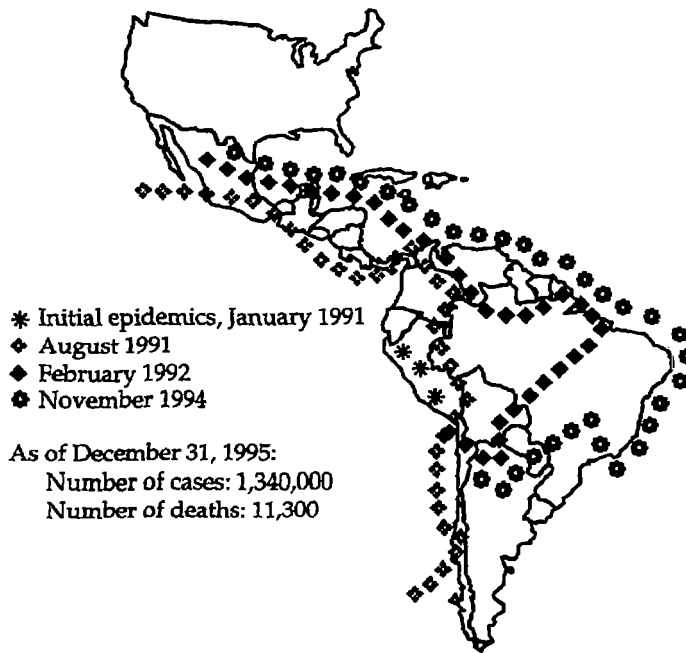 Initial epidemics, January 1991
August 1991
February 1992
November 1994
As of December 31, 1995:
Number of cases: 1,340,000
Number of deaths: 11,300